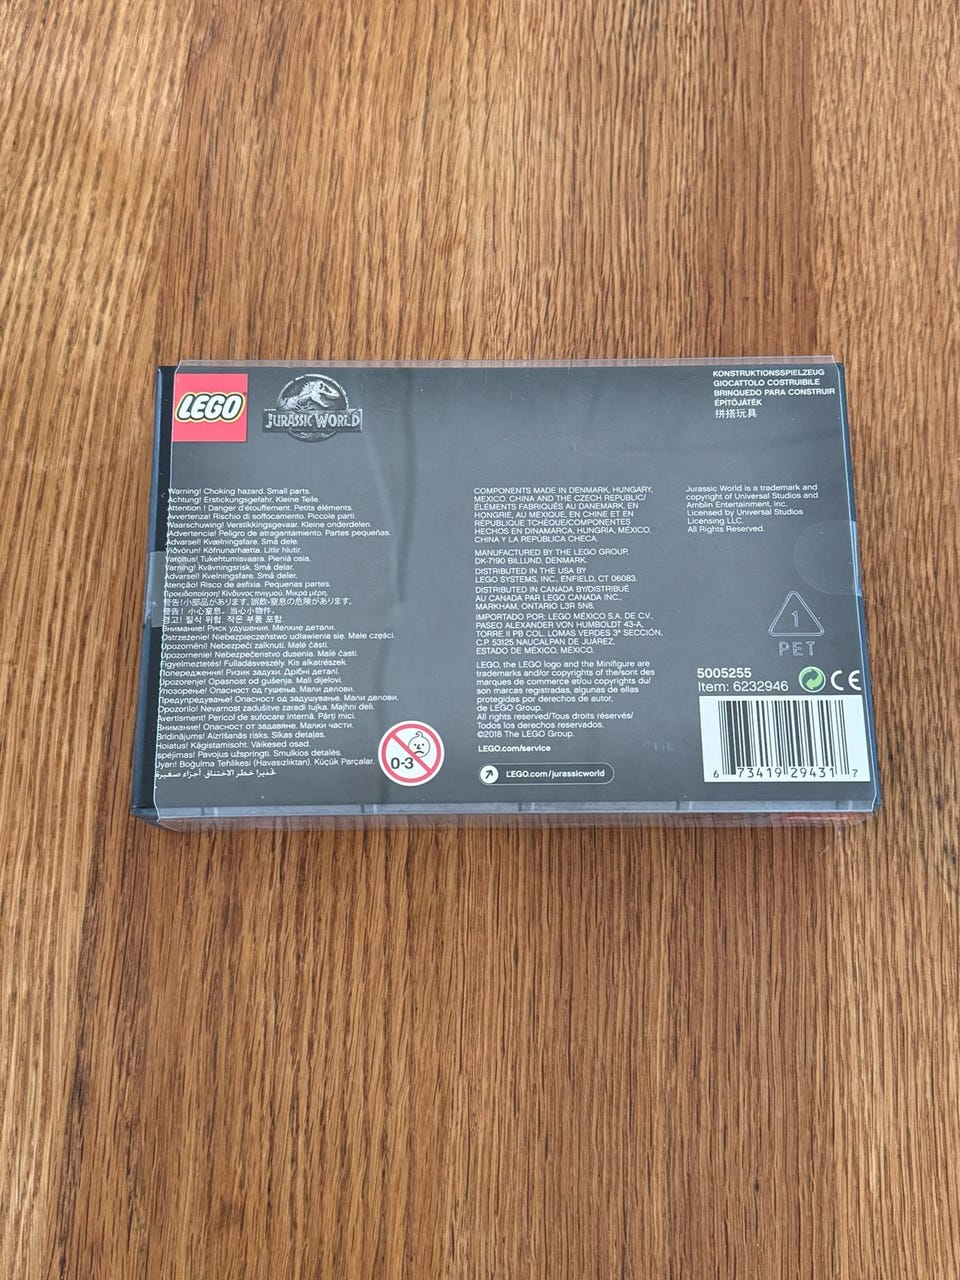 LEGO
JURASSIC WORLD
KONSTRUKTIONSSPIELZEUG
GIOCATTOLO COSTRUIBILE
BRINQUEDO PARA CONSTRUIR
ÉPÍTŐJÁTÉK
拼搭玩具
Warning! Choking hazard. Small parts.
Achtung! Erstickungsgefahr. Kleine Teile.
Attention ! Danger d'étouffement. Petits éléments.
Avvertenza! Rischio di soffocamento. Piccole parti.
Waarschuwing! Verstikkingsgevaar. Kleine onderdelen.
¡Advertencia! Peligro de atragantamiento. Partes pequeñas.
Advarsel! Kvælningsfare. Små dele.
Viðvörun! Köfnunarhætta. Litlir hlutir.
Varoitus! Tukehtumisvaara. Pieniä osia.
Varning! Kvävningsrisk. Små delar.
Advarsel! Kvelningsfare. Små deler.
Atenção! Risco de asfixia. Pequenas partes.
Προειδοποίηση! Κίνδυνος πνιγμού. Μικρά μέρη.
警告!小部品があります。誤飲・窒息の危険があります。
警告! 小心窒息，当心小物件。
경고! 질식 위험. 작은 부품 포함.
Внимание! Риск удушения. Мелкие детали.
Ostrzeżenie! Niebezpieczeństwo udławienia się. Małe części.
Upozornění! Nebezpečí zalknutí. Malé části.
Upozornenie! Nebezpečenstvo dusenia. Malé časti.
Figyelmeztetés! Fulladásveszély. Kis alkatrészek.
Попередження! Ризик задухи. Дрібні деталі.
Upozorenje! Opasnost od gušenja. Mali dijelovi.
Упозорење! Опасност од гушења. Мали делови.
Предупредување! Опасност од задушување. Мали делови.
Opozorilo! Nevarnost zadušitve zaradi tujka. Majhni deli.
Avertisment! Pericol de sufocare internă. Părți mici.
Внимание! Опасност от задавяне. Малки части.
Brīdinājums! Aizrīšanās risks. Sīkas detaļas.
Hoiatus! Kägistamisoht. Väikesed osad.
Įspėjimas! Pavojus užspringti. Smulkios detalės.
Uyarı! Boğulma Tehlikesi (Havasızlıktan). Küçük Parçalar.
تحذير! خطر الاختناق. أجزاء صغيرة
0-3
COMPONENTS MADE IN DENMARK, HUNGARY,
MEXICO, CHINA AND THE CZECH REPUBLIC/
ÉLÉMENTS FABRIQUÉS AU DANEMARK, EN
HONGRIE, AU MEXIQUE, EN CHINE ET EN
RÉPUBLIQUE TCHÈQUE/COMPONENTES
HECHOS EN DINAMARCA, HUNGRÍA, MÉXICO,
CHINA Y LA REPÚBLICA CHECA.
MANUFACTURED BY THE LEGO GROUP,
DK-7190 BILLUND, DENMARK.
DISTRIBUTED IN THE USA BY
LEGO SYSTEMS, INC., ENFIELD, CT 06083.
DISTRIBUTED IN CANADA BY/DISTRIBUÉ
AU CANADA PAR LEGO CANADA INC.,
MARKHAM, ONTARIO L3R 5N8.
IMPORTADO POR: LEGO MÉXICO S.A. DE C.V.,
PASEO ALEXANDER VON HUMBOLDT 43-A,
TORRE II PB COL. LOMAS VERDES 3ª SECCIÓN,
C.P. 53125 NAUCALPAN DE JUÁREZ,
ESTADO DE MÉXICO, MÉXICO.
LEGO, the LEGO logo and the Minifigure are
trademarks and/or copyrights of the/sont des
marques de commerce et/ou copyrights du/
son marcas registradas, algunas de ellas
protegidas por derechos de autor,
de LEGO Group.
All rights reserved/Tous droits réservés/
Todos los derechos reservados.
©2018 The LEGO Group.
LEGO.com/service
LEGO.com/jurassicworld
Jurassic World is a trademark and
copyright of Universal Studios and
Amblin Entertainment, Inc.
Licensed by Universal Studios
Licensing LLC.
All Rights Reserved.
1
PET
5005255
Item: 6232946
CE
6 73419 29431 7